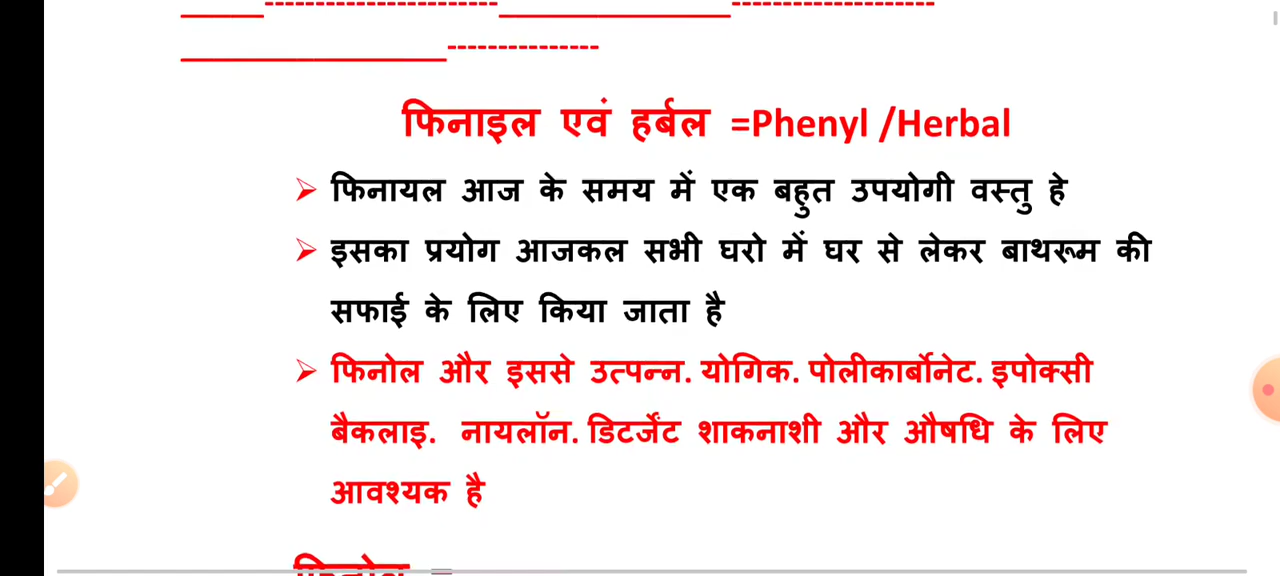 फिनाइल एवं हर्बल =Phenyl /Herbal
फिनायल आज के समय में एक बहुत उपयोगी वस्तु हे
इसका प्रयोग आजकल सभी घरो में घर से लेकर बाथरूम की
सफाई के लिए किया जाता है
फिनोल और इससे उत्पन्न. योगिक. पोलीकार्बोनेट. इपोक्सी
बैकलाइ. नायलॉन. डिटर्जेंट शाकनाशी और औषधि के लिए
आवश्यक है